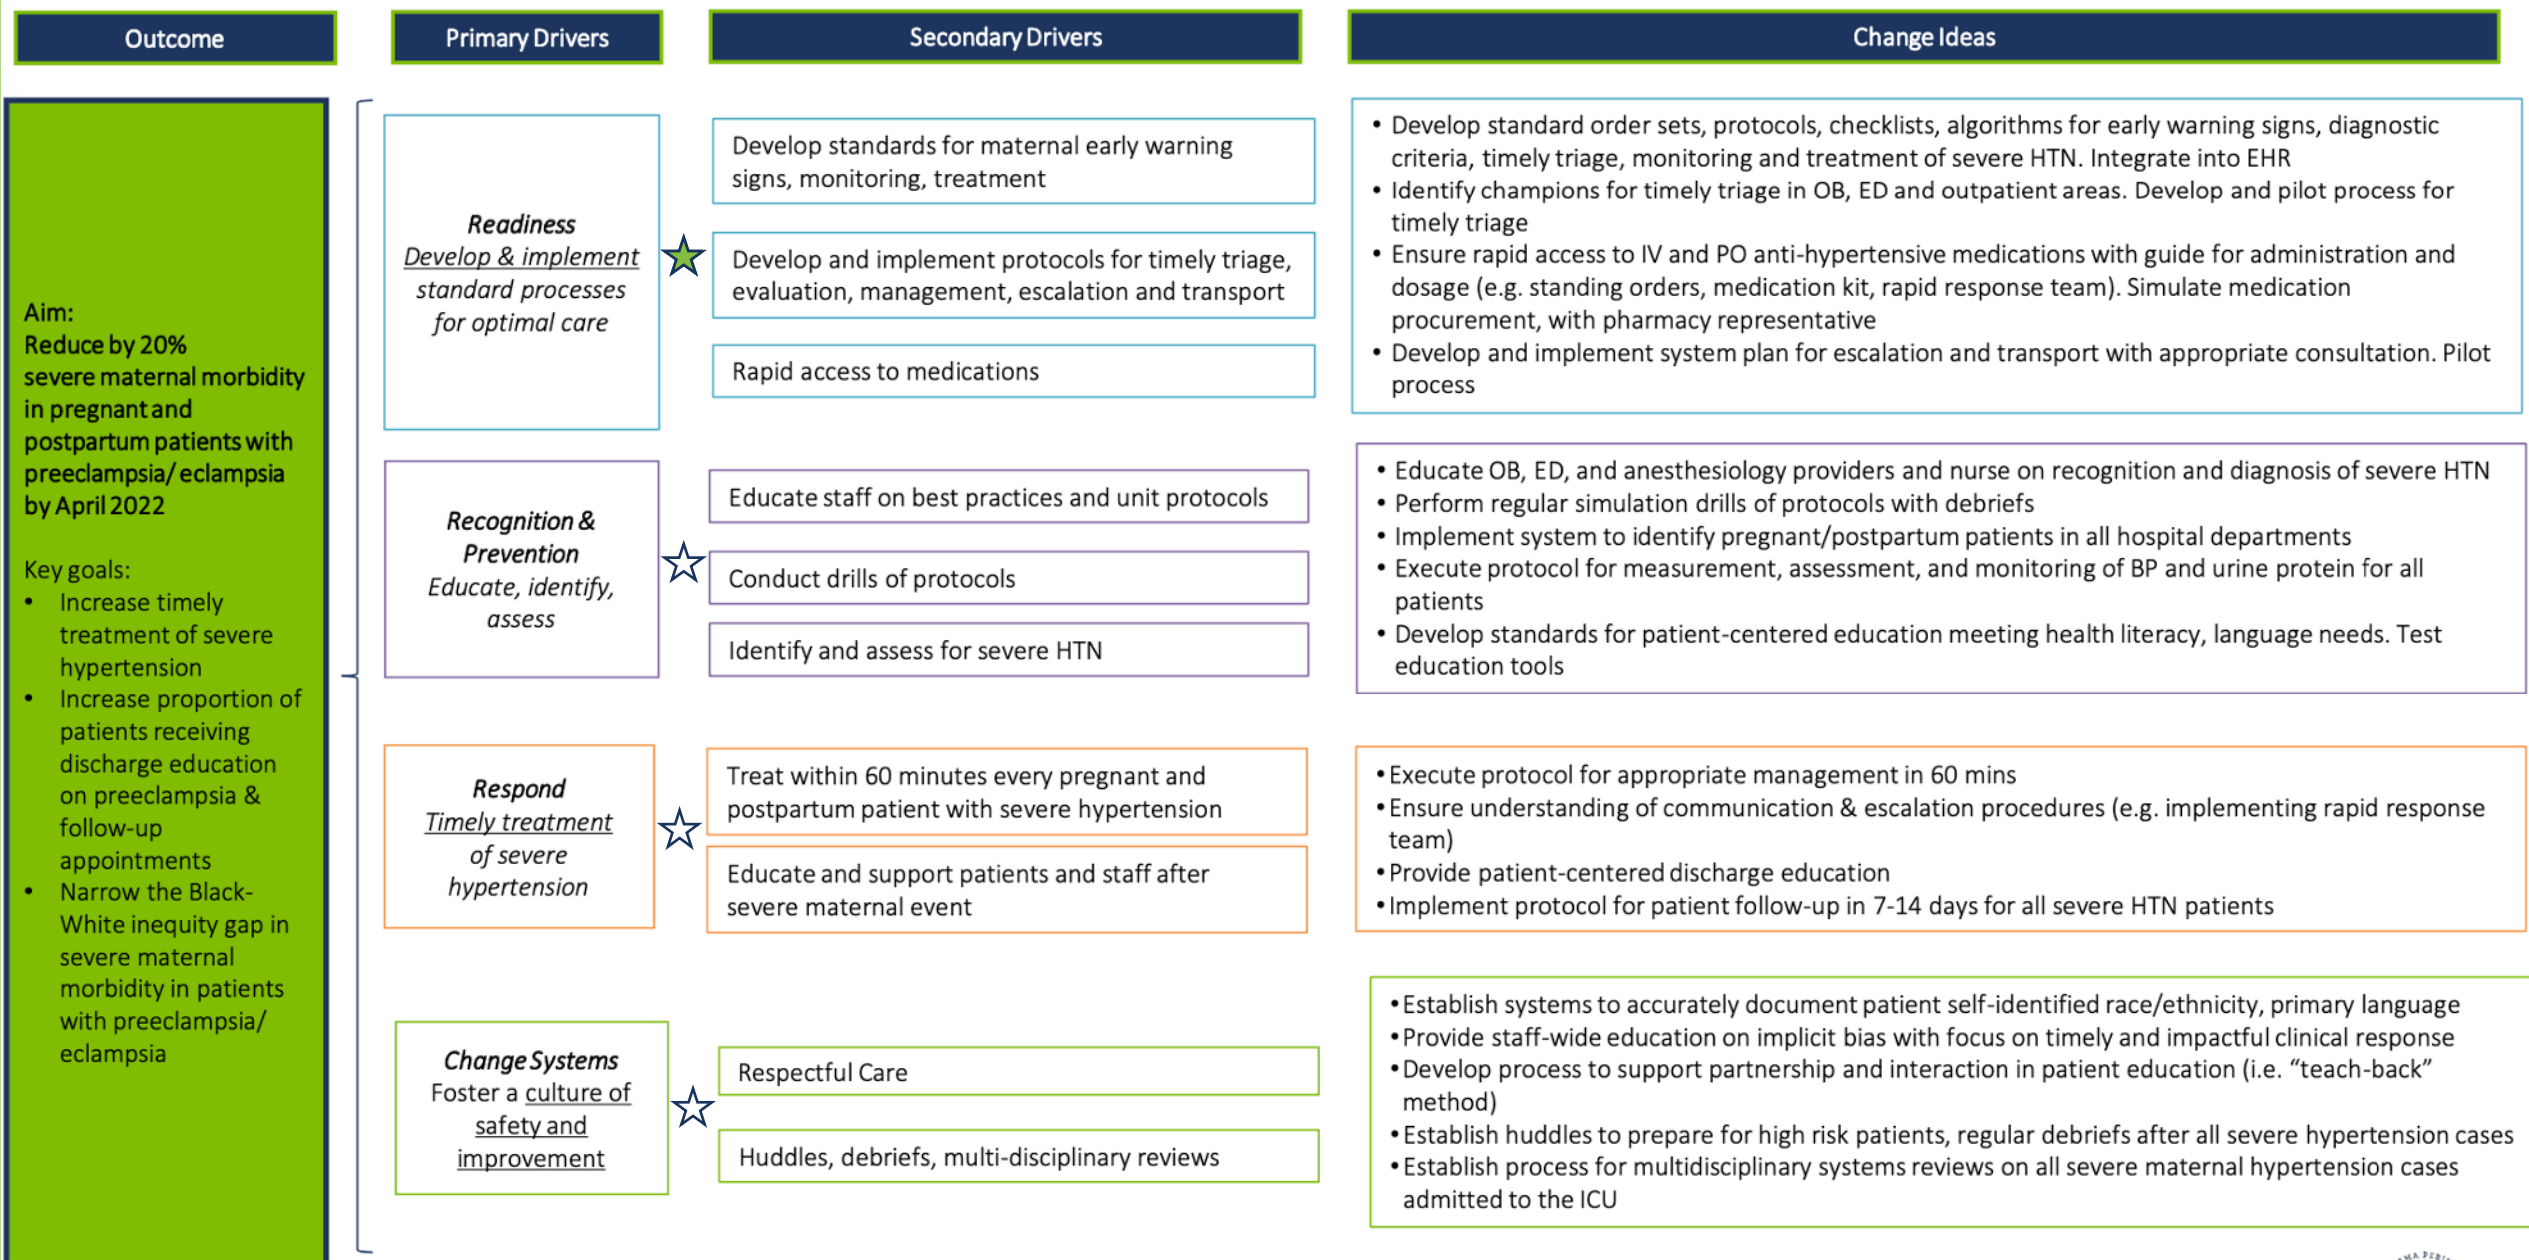 Outcome
Primary Drivers
Secondary Drivers
Change Ideas
Aim:
Reduce by 20%
severe maternal morbidity
in pregnant and
postpartum patients with
preeclampsia/ eclampsia
by April 2022
Key goals:
• Increase timely
treatment of severe
hypertension
• Increase proportion of
patients receiving
discharge education
on preeclampsia &
follow-up
appointments
• Narrow the Black-
White inequity gap in
severe maternal
morbidity in patients
with preeclampsia/
eclampsia
Readiness
Develop & implement
standard processes
for optimal care
Develop standards for maternal early warning
signs, monitoring, treatment
Develop and implement protocols for timely triage,
evaluation, management, escalation and transport
Rapid access to medications
• Develop standard order sets, protocols, checklists, algorithms for early warning signs, diagnostic
criteria, timely triage, monitoring and treatment of severe HTN. Integrate into EHR
• Identify champions for timely triage in OB, ED and outpatient areas. Develop and pilot process for
timely triage
• Ensure rapid access to IV and PO anti-hypertensive medications with guide for administration and
dosage (e.g. standing orders, medication kit, rapid response team). Simulate medication
procurement, with pharmacy representative
• Develop and implement system plan for escalation and transport with appropriate consultation. Pilot
process
Recognition &
Prevention
Educate, identify,
assess
Educate staff on best practices and unit protocols
Conduct drills of protocols
Identify and assess for severe HTN
• Educate OB, ED, and anesthesiology providers and nurse on recognition and diagnosis of severe HTN
• Perform regular simulation drills of protocols with debriefs
• Implement system to identify pregnant/postpartum patients in all hospital departments
• Execute protocol for measurement, assessment, and monitoring of BP and urine protein for all
patients
• Develop standards for patient-centered education meeting health literacy, language needs. Test
education tools
Respond
Timely treatment
of severe
hypertension
Treat within 60 minutes every pregnant and
postpartum patient with severe hypertension
Educate and support patients and staff after
severe maternal event
• Execute protocol for appropriate management in 60 mins
• Ensure understanding of communication & escalation procedures (e.g. implementing rapid response
team)
• Provide patient-centered discharge education
• Implement protocol for patient follow-up in 7-14 days for all severe HTN patients
Change Systems
Foster a culture of
safety and
improvement
Respectful Care
Huddles, debriefs, multi-disciplinary reviews
• Establish systems to accurately document patient self-identified race/ethnicity, primary language
• Provide staff-wide education on implicit bias with focus on timely and impactful clinical response
• Develop process to support partnership and interaction in patient education (i.e. “teach-back”
method)
• Establish huddles to prepare for high risk patients, regular debriefs after all severe hypertension cases
• Establish process for multidisciplinary systems reviews on all severe maternal hypertension cases
admitted to the ICU